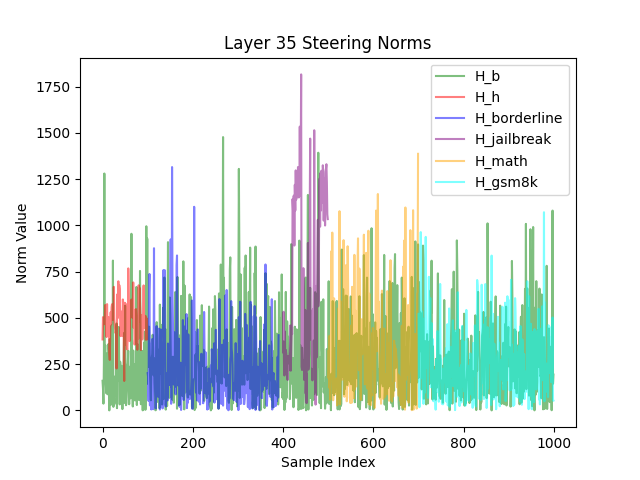 Layer 35 Steering Norms
Norm Value
1750
1500
1250
1000
750
500
250
0
H_b
H_h
H_borderline
H_jailbreak
H_math
H_gsm8k
0
200
400
600
800
1000
Sample Index